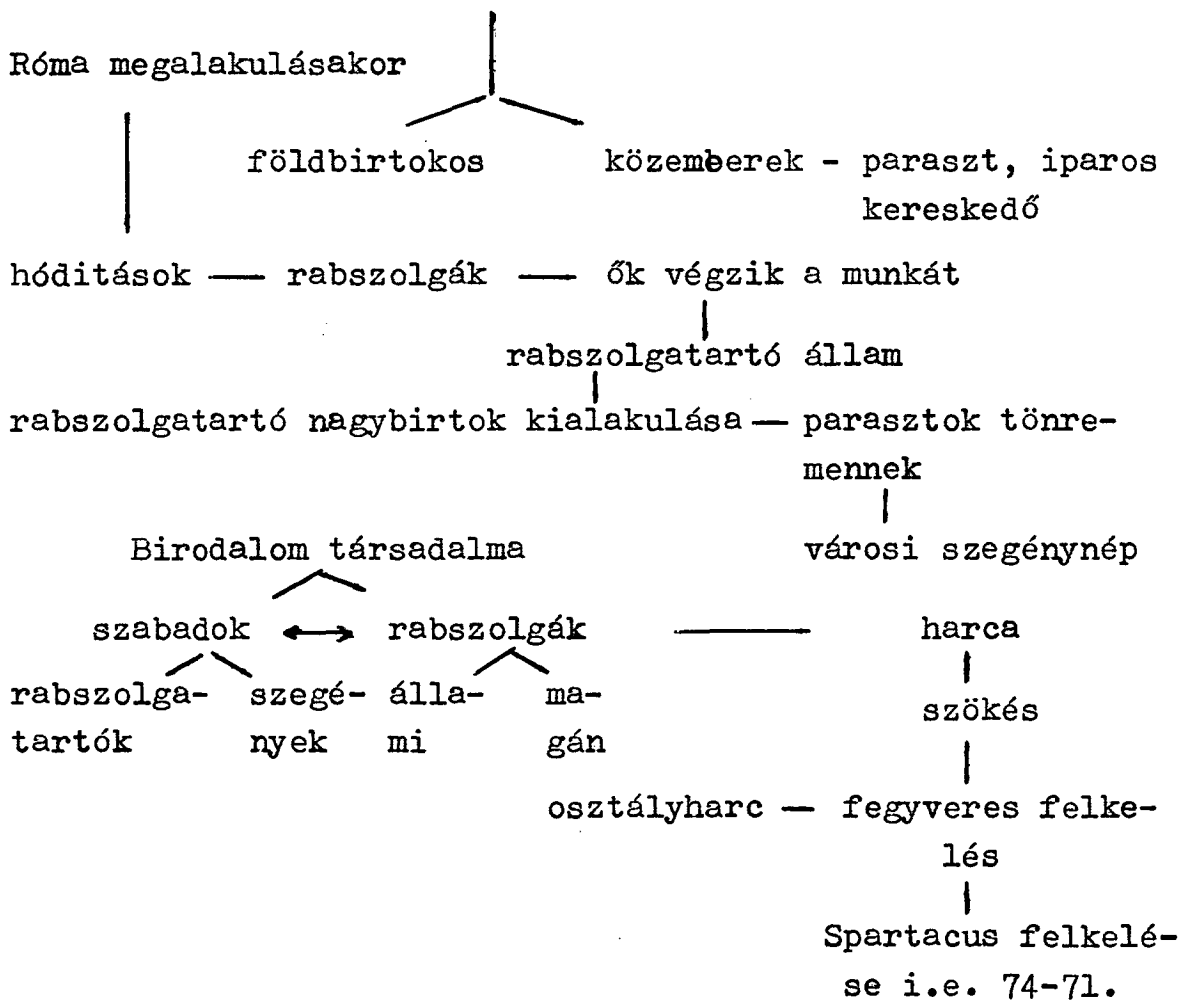 Róma megalakulásakor
földbirtokos közemberek - paraszt, iparos
kereskedő
hóditások — rabszolgák — ők végzik a munkát
rabszolgatartó állam
rabszolgatartó nagybirtok kialakulása — parasztok tönre-
mennek
Birodalom társadalma városi szegénynép
szabadok ↔ rabszolgák — harca
rabszolga- szegé- álla- ma-
tartók nyek mi gán
szökés
osztályharc — fegyveres felke-
lés
Spartacus felkelé-
se i.e. 74-71.